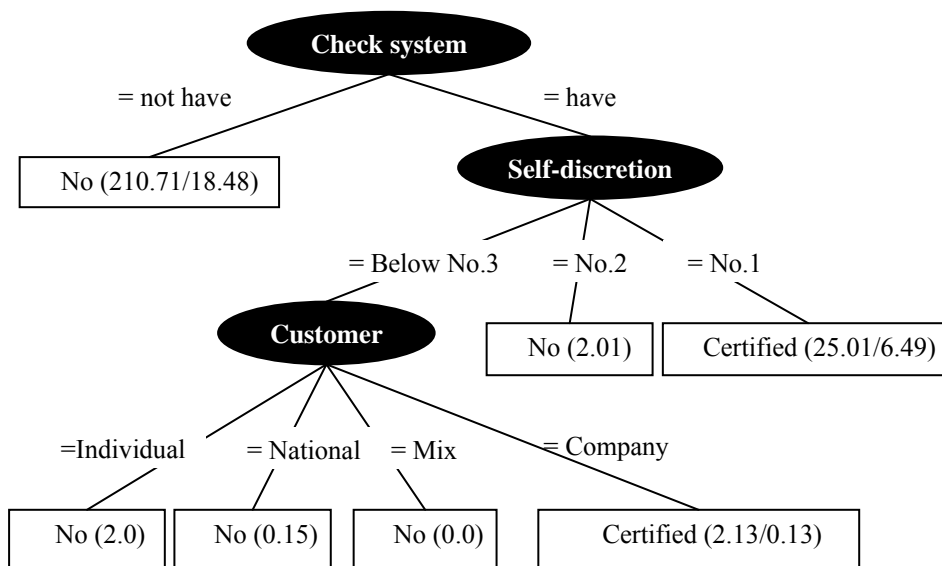 Check system
= not have
= have
No (210.71/18.48)
Self-discretion
= Below No.3
= No.2
= No.1
Customer
No (2.01)
Certified (25.01/6.49)
=Individual
= National
= Mix
= Company
No (2.0)
No (0.15)
No (0.0)
Certified (2.13/0.13)